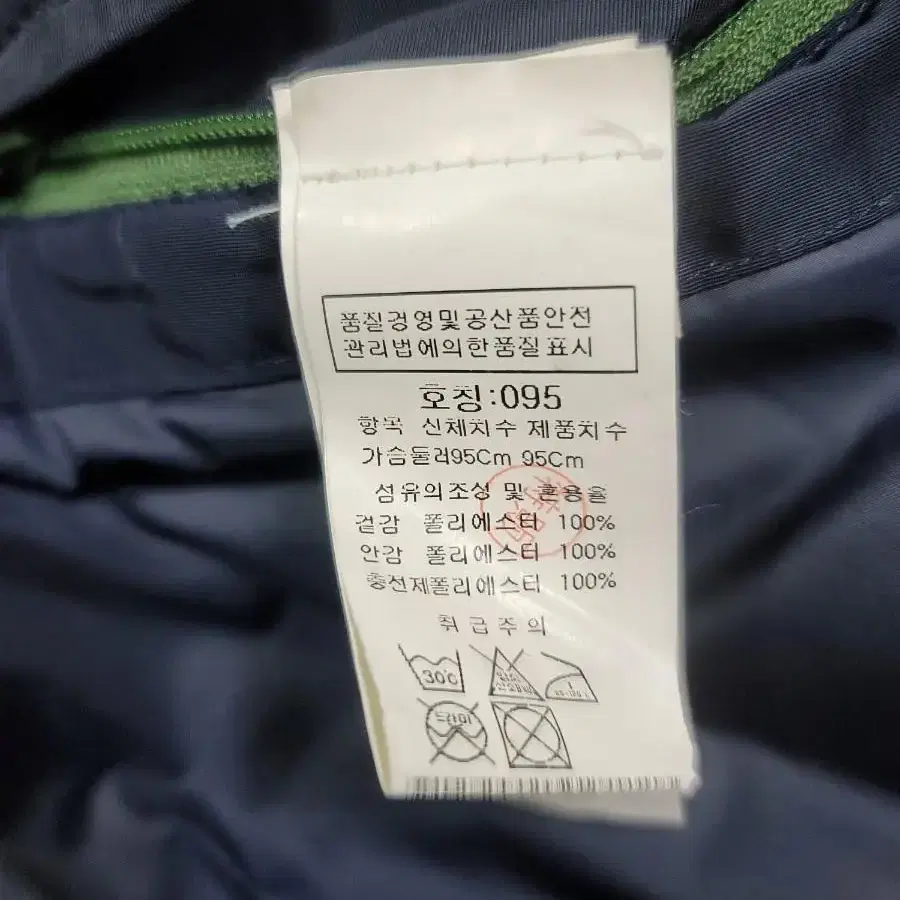 품질경영및공산품안전
관리법에의한품질표시
호칭:095
항목 신체치수 제품치수
가슴둘레95Cm 95Cm
섬유의조성 및 혼용율
겉감 폴리에스터 100%
안감 폴리에스터 100%
충전제폴리에스터 100%
취급주의
30℃
드라이